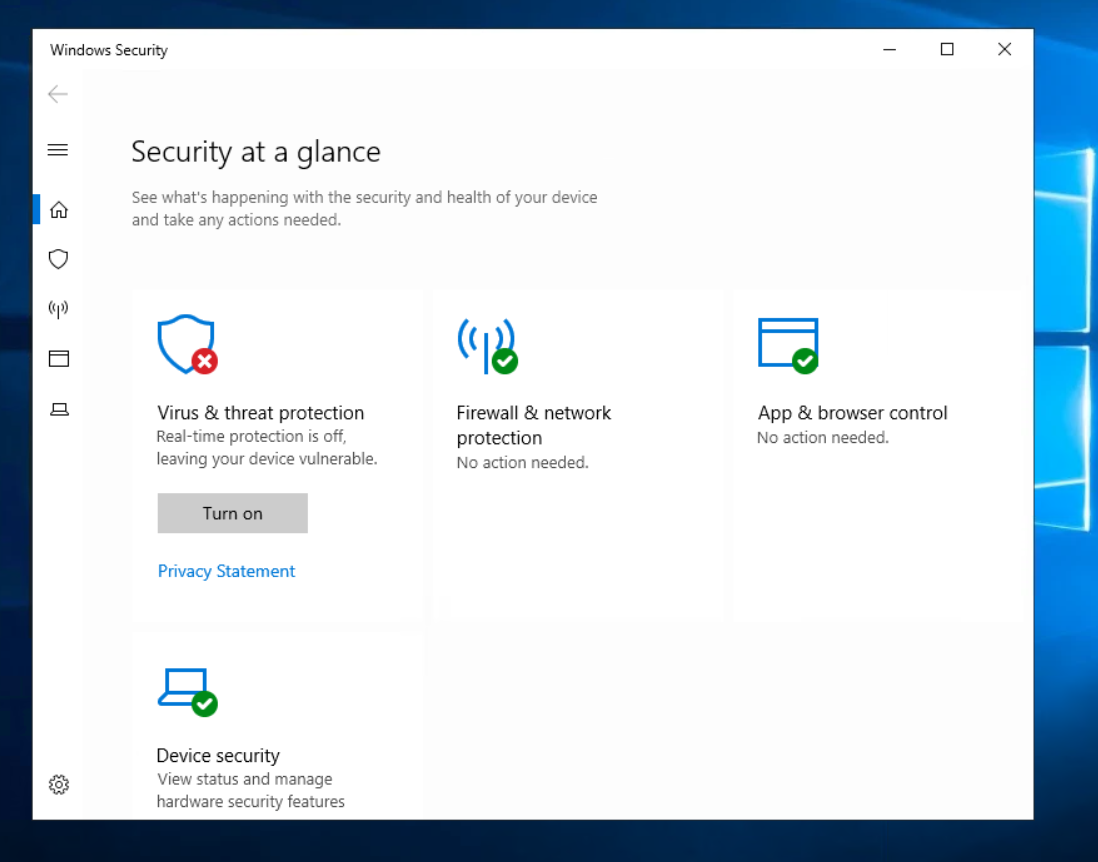 Windows Security
Security at a glance
See what's happening with the security and health of your device
and take any actions needed.
Virus & threat protection
Real-time protection is off,
leaving your device vulnerable.
Turn on
Privacy Statement
Firewall & network
protection
No action needed.
App & browser control
No action needed.
Device security
View status and manage
hardware security features